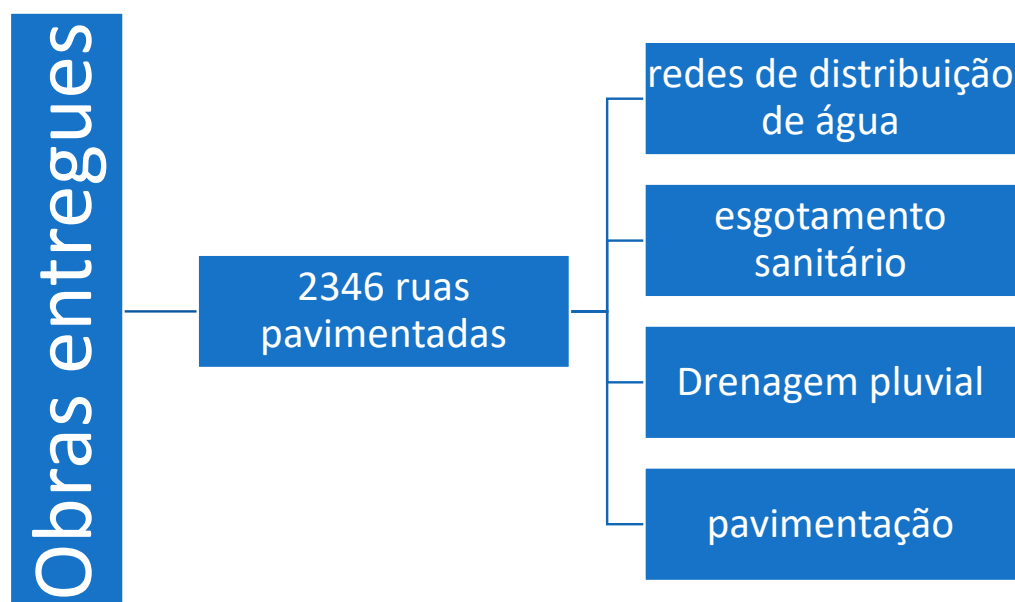 Obras entregues
2346 ruas
pavimentadas
redes de distribuição
de água
esgotamento
sanitário
Drenagem pluvial
pavimentação